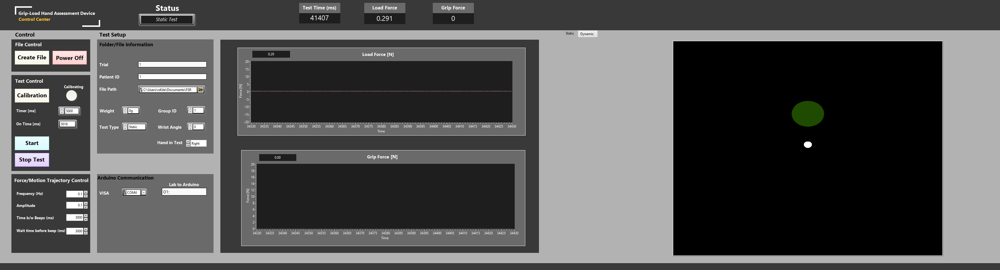 Grip-Load Hand Assessment Device
Control Center
Status
Static Test
Test Time (ms)
41407
Load Force
0.291
Grip Force
0
Control
File Control
Create File
Power Off
Test Control
Calibrating
Calibration
Timer [ms]
5000
On Time [ms]
5016
Start
Stop Test
Force/Motion Trajectory Control
Frequency (Hz)
0.1
Amplitude
0.1
Time b/w Beeps (ms)
3000
Wait time before beep (ms)
3000
Test Setup
Folder/File Information
Trial
1
Patient ID
1
File Path
C:\Users\rsKite\Documents\FSR
Weight
0g
Group ID
1
Test Type
Static
Wrist Angle
0
Hand in Test
Right
Arduino Communication
Lab to Arduino
VISA
COM4
01:
0.29
Load Force [N]
Force [N]
20
15
10
5
0
-5
-10
-15
-20
34330 34335 34340 34345 34350 34355 34360 34365 34370 34375 34380 34385 34390 34395 34400 34405 34410 34415 34420 34425 34430
Time
0.00
Grip Force [N]
Force [N]
20
18
16
14
12
10
8
6
4
2
0
34330 34335 34340 34345 34350 34355 34360 34365 34370 34375 34380 34385 34390 34395 34400 34405 34410 34415 34420 34425 34430
Time
Static
Dynamic